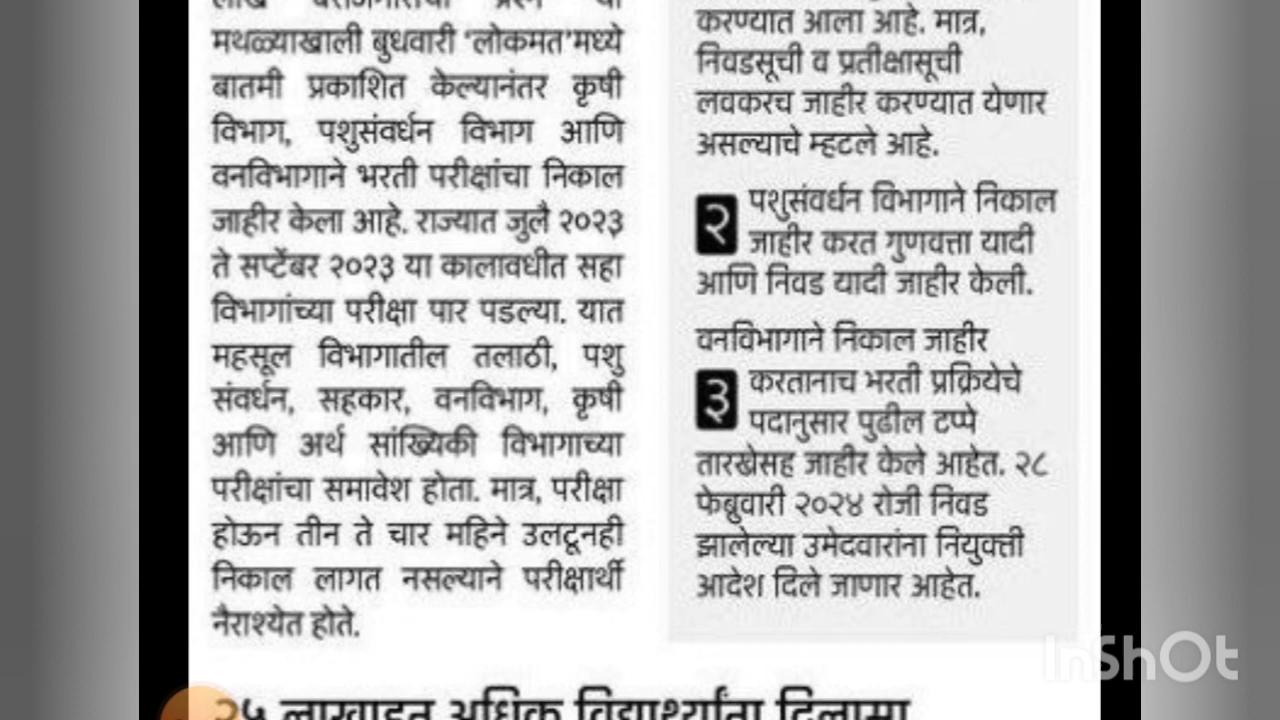 मथळ्याखाली बुधवारी ‘लोकमत’मध्ये
बातमी प्रकाशित केल्यानंतर कृषी
विभाग, पशुसंवर्धन विभाग आणि
वनविभागाने भरती परीक्षांचा निकाल
जाहीर केला आहे. राज्यात जुलै २०२३
ते सप्टेंबर २०२३ या कालावधीत सहा
विभागांच्या परीक्षा पार पडल्या. यात
महसूल विभागातील तलाठी, पशु
संवर्धन, सहकार, वनविभाग, कृषी
आणि अर्थ सांख्यिकी विभागाच्या
परीक्षांचा समावेश होता. मात्र, परीक्षा
होऊन तीन ते चार महिने उलटूनही
निकाल लागत नसल्याने परीक्षार्थी
नैराश्येत होते.
करण्यात आला आहे. मात्र,
निवडसूची व प्रतीक्षासूची
लवकरच जाहीर करण्यात येणार
असल्याचे म्हटले आहे.
२ पशुसंवर्धन विभागाने निकाल
जाहीर करत गुणवत्ता यादी
आणि निवड यादी जाहीर केली.
वनविभागाने निकाल जाहीर
३ करतानाच भरती प्रक्रियेचे
पदानुसार पुढील टप्पे
तारखेसह जाहीर केले आहेत. २८
फेब्रुवारी २०२४ रोजी निवड
झालेल्या उमेदवारांना नियुक्ती
आदेश दिले जाणार आहेत.
अधिक विद्यार्थ्यांना दिलासा
InShOt